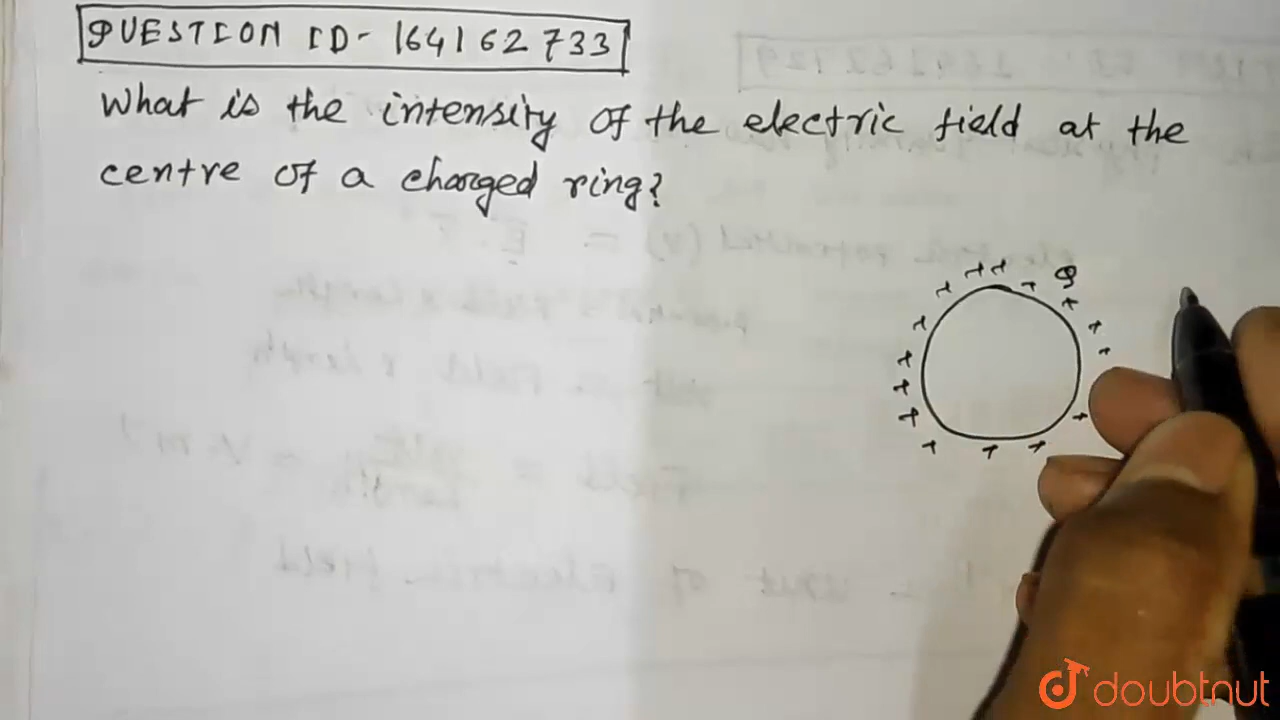 QUESTION ID- 164162733
What is the intensity of the electric field at the
centre of a charged ring?
Q
+ + + + + + + + + + + + + + + +
doubtnut